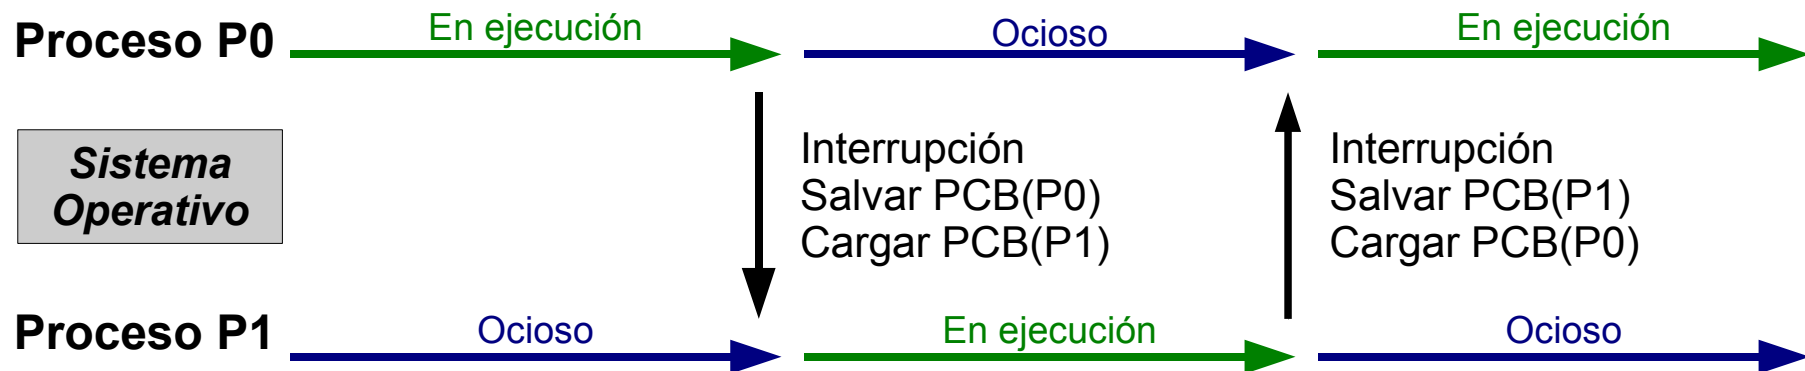 Proceso P0
En ejecución
Ocioso
En ejecución
Sistema
Operativo
Interrupción
Salvar PCB(P0)
Cargar PCB(P1)
Interrupción
Salvar PCB(P1)
Cargar PCB(P0)
Proceso P1
Ocioso
En ejecución
Ocioso